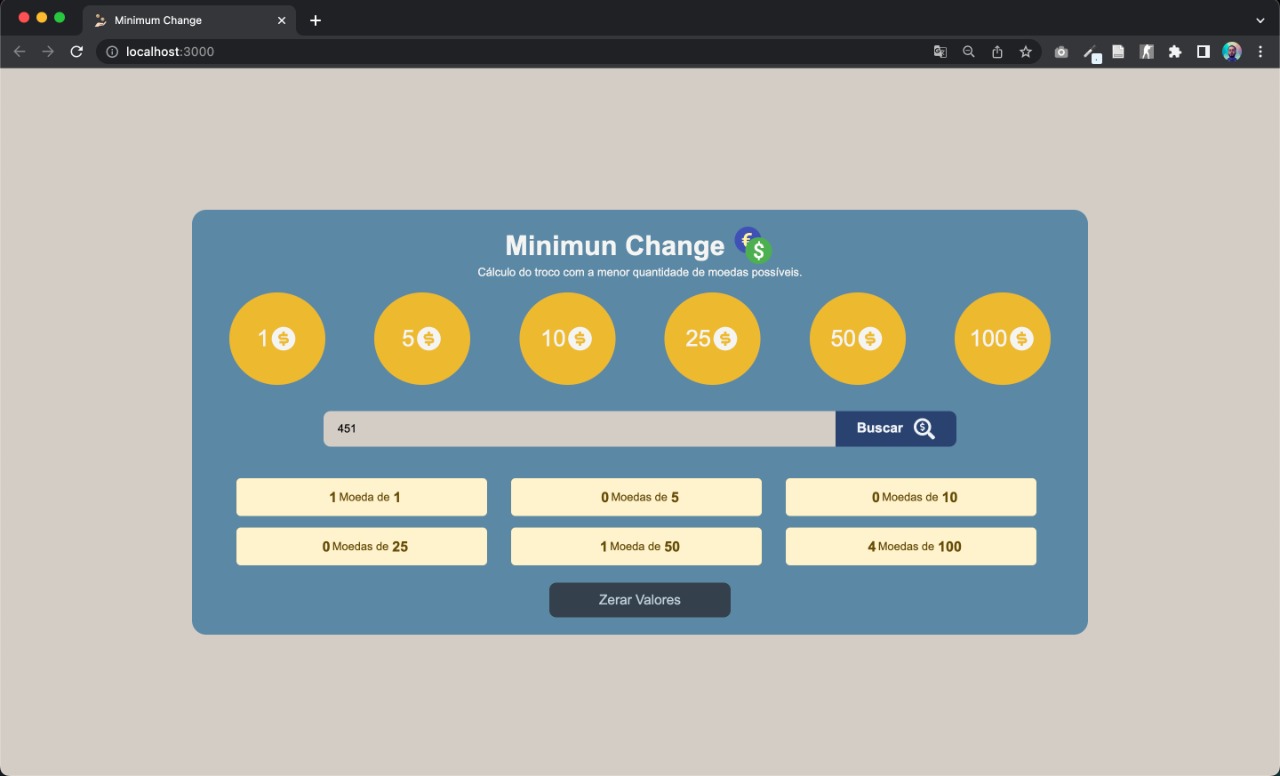 Minimum Change
localhost:3000
Minimun Change
Cálculo do troco com a menor quantidade de moedas possíveis.
1 5 10 25 50 100
451 Buscar
1 Moeda de 1 0 Moedas de 5 0 Moedas de 10
0 Moedas de 25 1 Moeda de 50 4 Moedas de 100
Zerar Valores